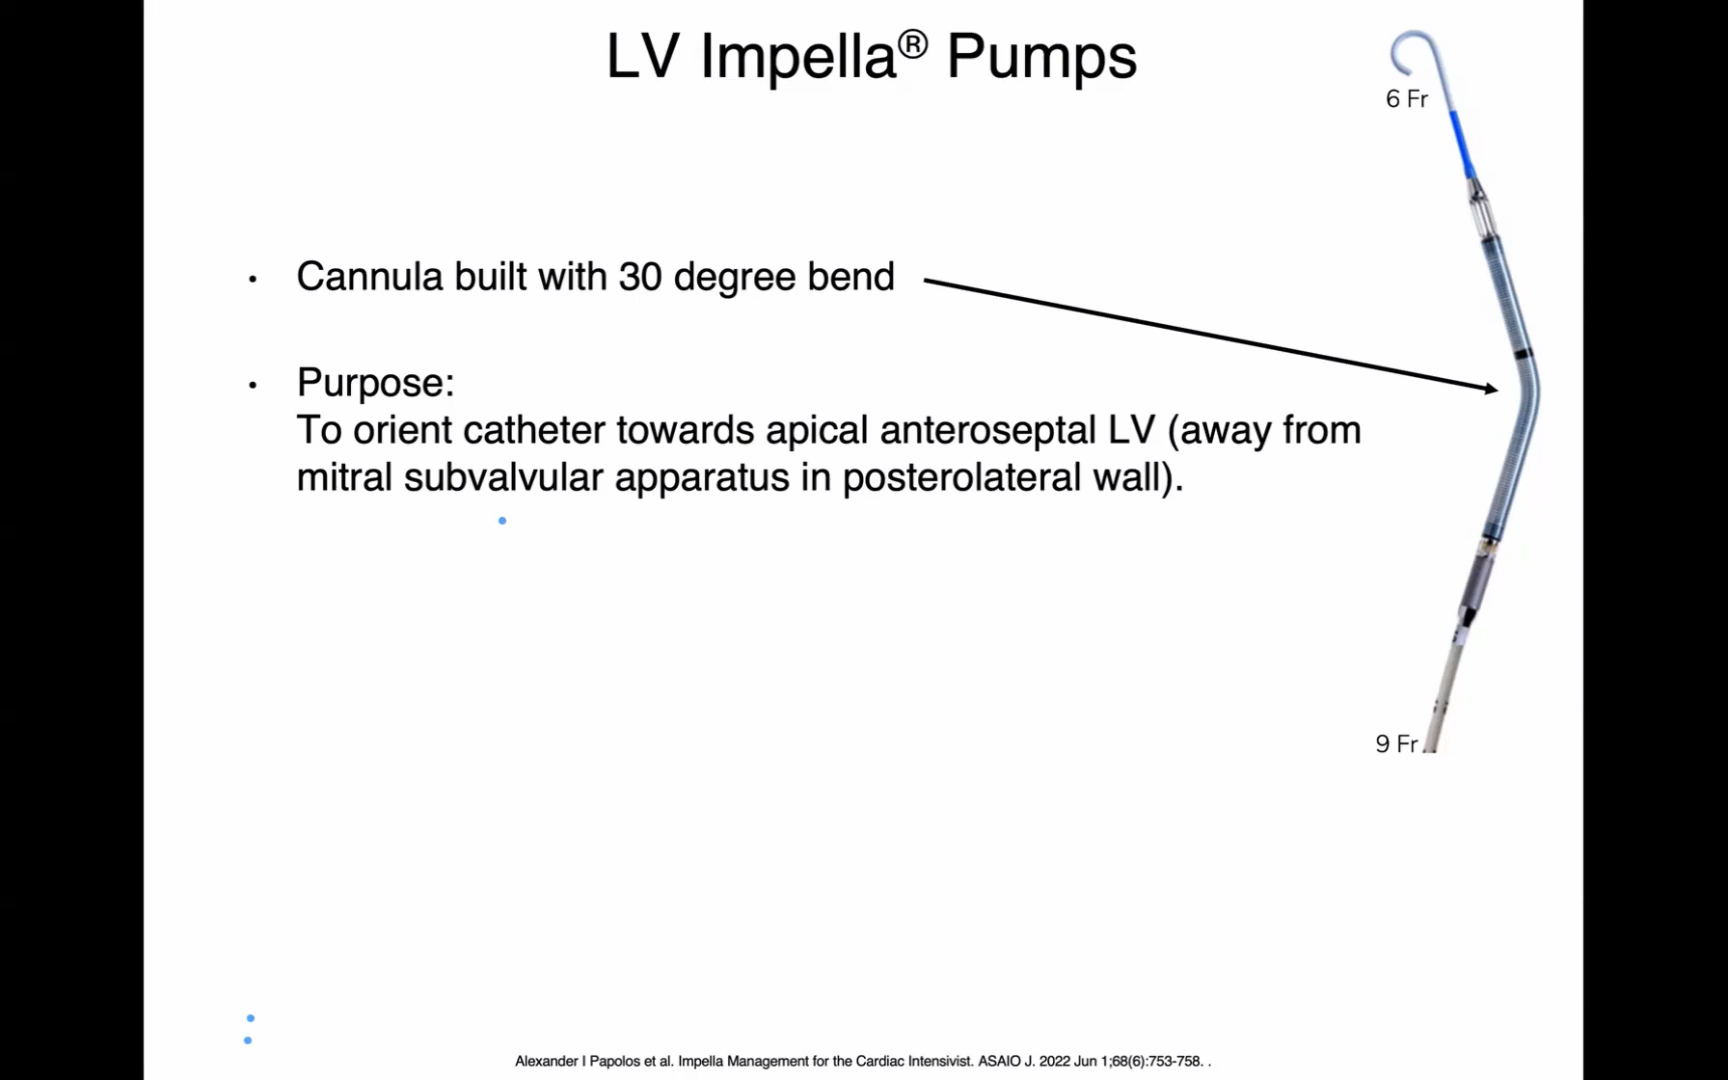 LV Impella® Pumps
6 Fr
• Cannula built with 30 degree bend
• Purpose:
To orient catheter towards apical anteroseptal LV (away from
mitral subvalvular apparatus in posterolateral wall).
9 Fr
Alexander I Papolos et al. Impella Management for the Cardiac Intensivist. ASAIO J. 2022 Jun 1;68(6):753-758. .